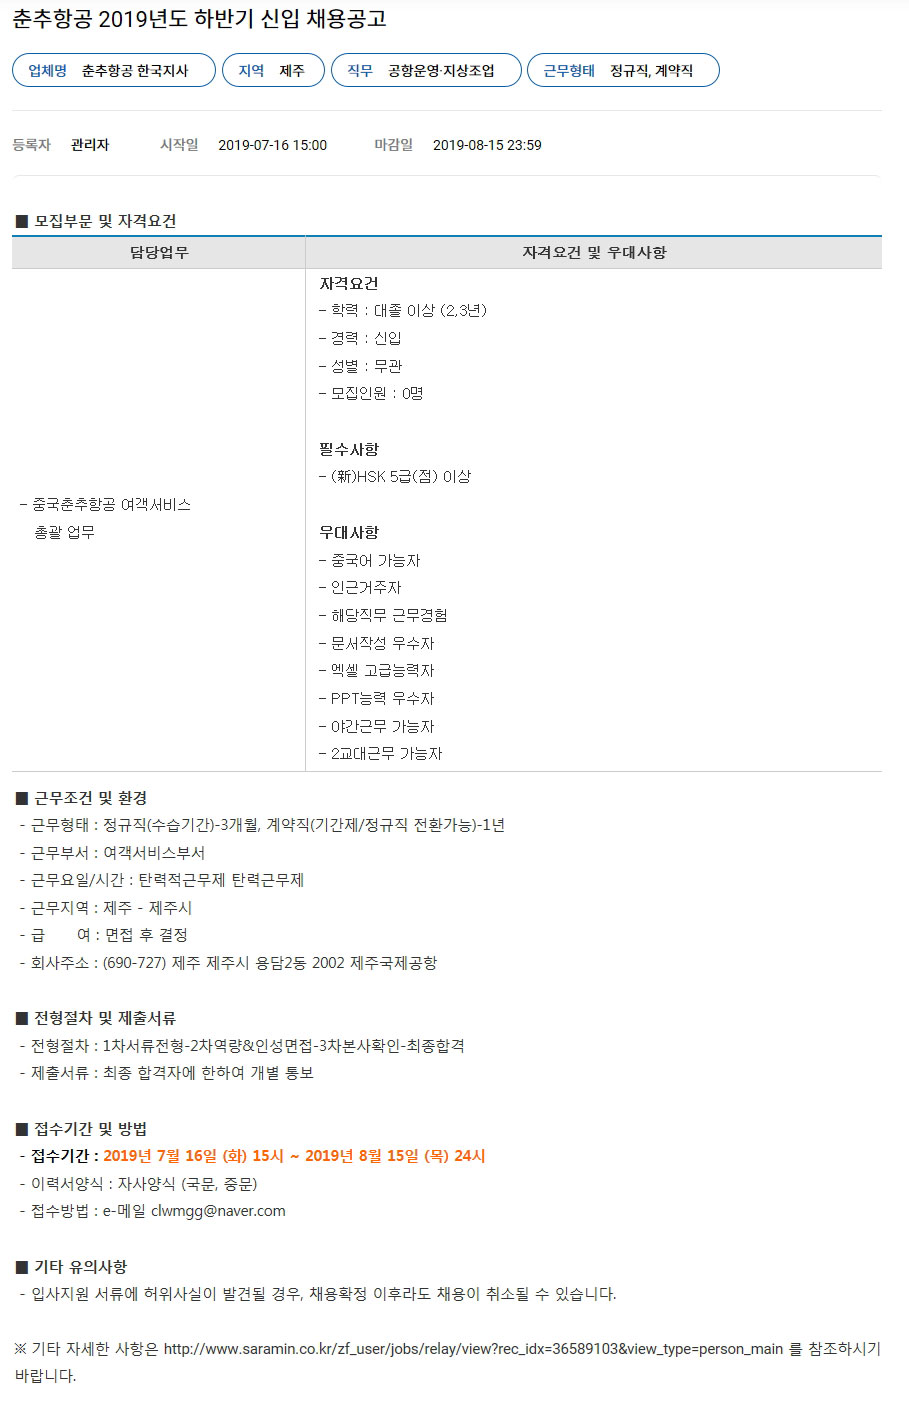 춘추항공 2019년도 하반기 신입 채용공고
업체명 춘추항공 한국지사 지역 제주 직무 공항운영·지상조업 근무형태 정규직, 계약직
등록자 관리자 시작일 2019-07-16 15:00 마감일 2019-08-15 23:59
■ 모집부문 및 자격요건
담당업무 자격요건 및 우대사항
- 중국춘추항공 여객서비스
총괄 업무
자격요건
- 학력 : 대졸 이상 (2,3년)
- 경력 : 신입
- 성별 : 무관
- 모집인원 : 0명
필수사항
- (新)HSK 5급(점) 이상
우대사항
- 중국어 가능자
- 인근거주자
- 해당직무 근무경험
- 문서작성 우수자
- 엑셀 고급능력자
- PPT능력 우수자
- 야간근무 가능자
- 2교대근무 가능자
■ 근무조건 및 환경
- 근무형태 : 정규직(수습기간)-3개월, 계약직(기간제/정규직 전환가능)-1년
- 근무부서 : 여객서비스부서
- 근무요일/시간 : 탄력적근무제 탄력근무제
- 근무지역 : 제주 - 제주시
- 급 여 : 면접 후 결정
- 회사주소 : (690-727) 제주 제주시 용담2동 2002 제주국제공항
■ 전형절차 및 제출서류
- 전형절차 : 1차서류전형-2차역량&인성면접-3차본사확인-최종합격
- 제출서류 : 최종 합격자에 한하여 개별 통보
■ 접수기간 및 방법
- 접수기간 : 2019년 7월 16일 (화) 15시 ~ 2019년 8월 15일 (목) 24시
- 이력서양식 : 자사양식 (국문, 중문)
- 접수방법 : e-메일 clwmgg@naver.com
■ 기타 유의사항
- 입사지원 서류에 허위사실이 발견될 경우, 채용확정 이후라도 채용이 취소될 수 있습니다.
※ 기타 자세한 사항은 http://www.saramin.co.kr/zf_user/jobs/relay/view?rec_idx=36589103&view_type=person_main 를 참조하시기
바랍니다.